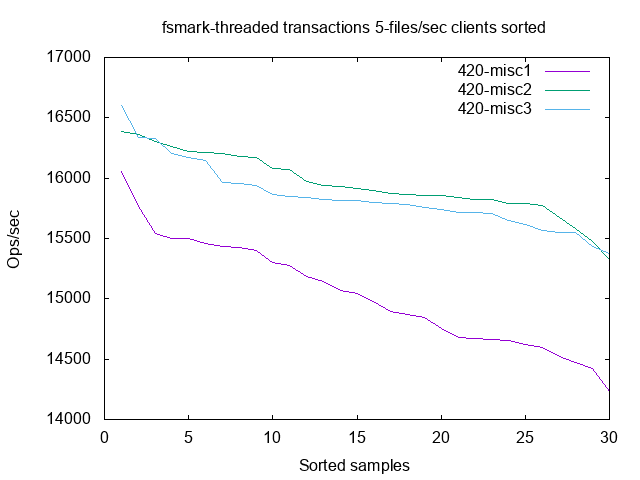 fsmark-threaded transactions 5-files/sec clients sorted
17000
16500
16000
15500
15000
14500
14000
Ops/sec
420-misc1
420-misc2
420-misc3
0 5 10 15 20 25 30
Sorted samples